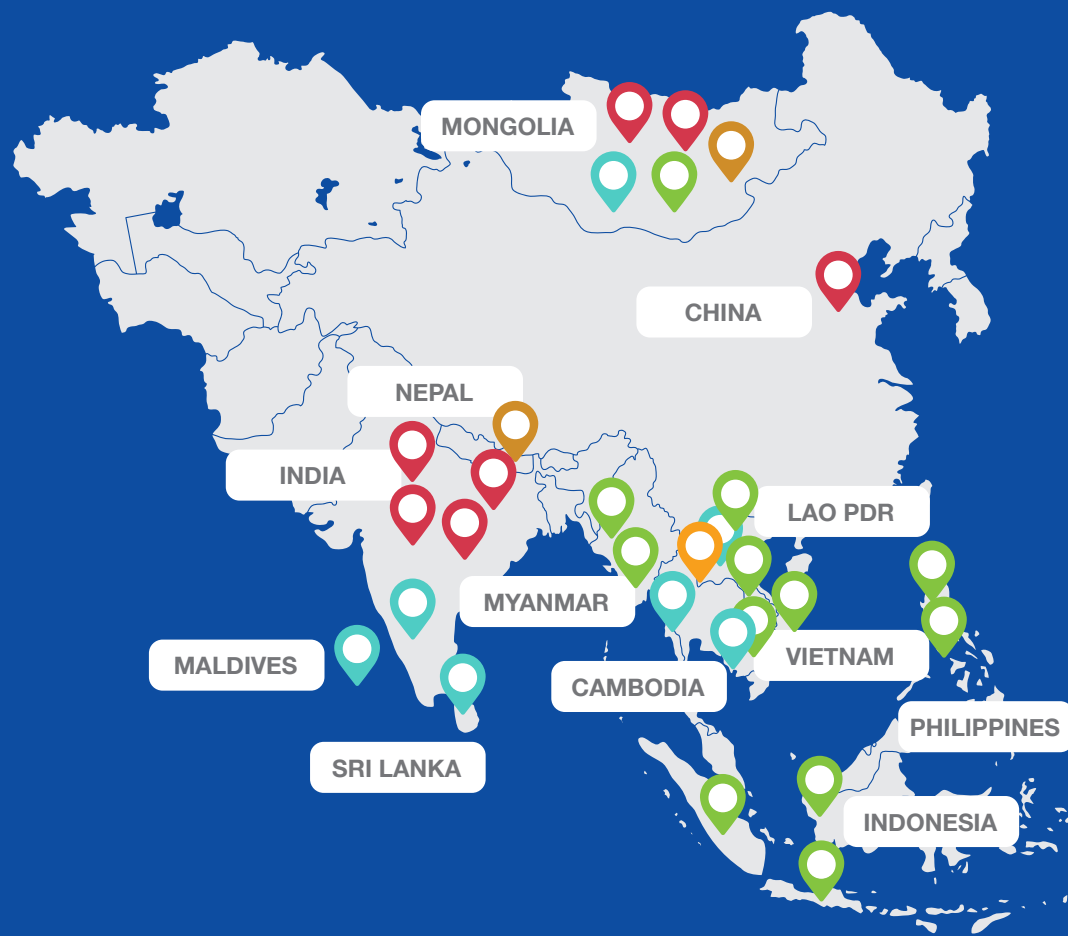 MONGOLIA
CHINA
NEPAL
INDIA
LAO PDR
MYANMAR
VIETNAM
MALDIVES
CAMBODIA
PHILIPPINES
SRI LANKA
INDONESIA